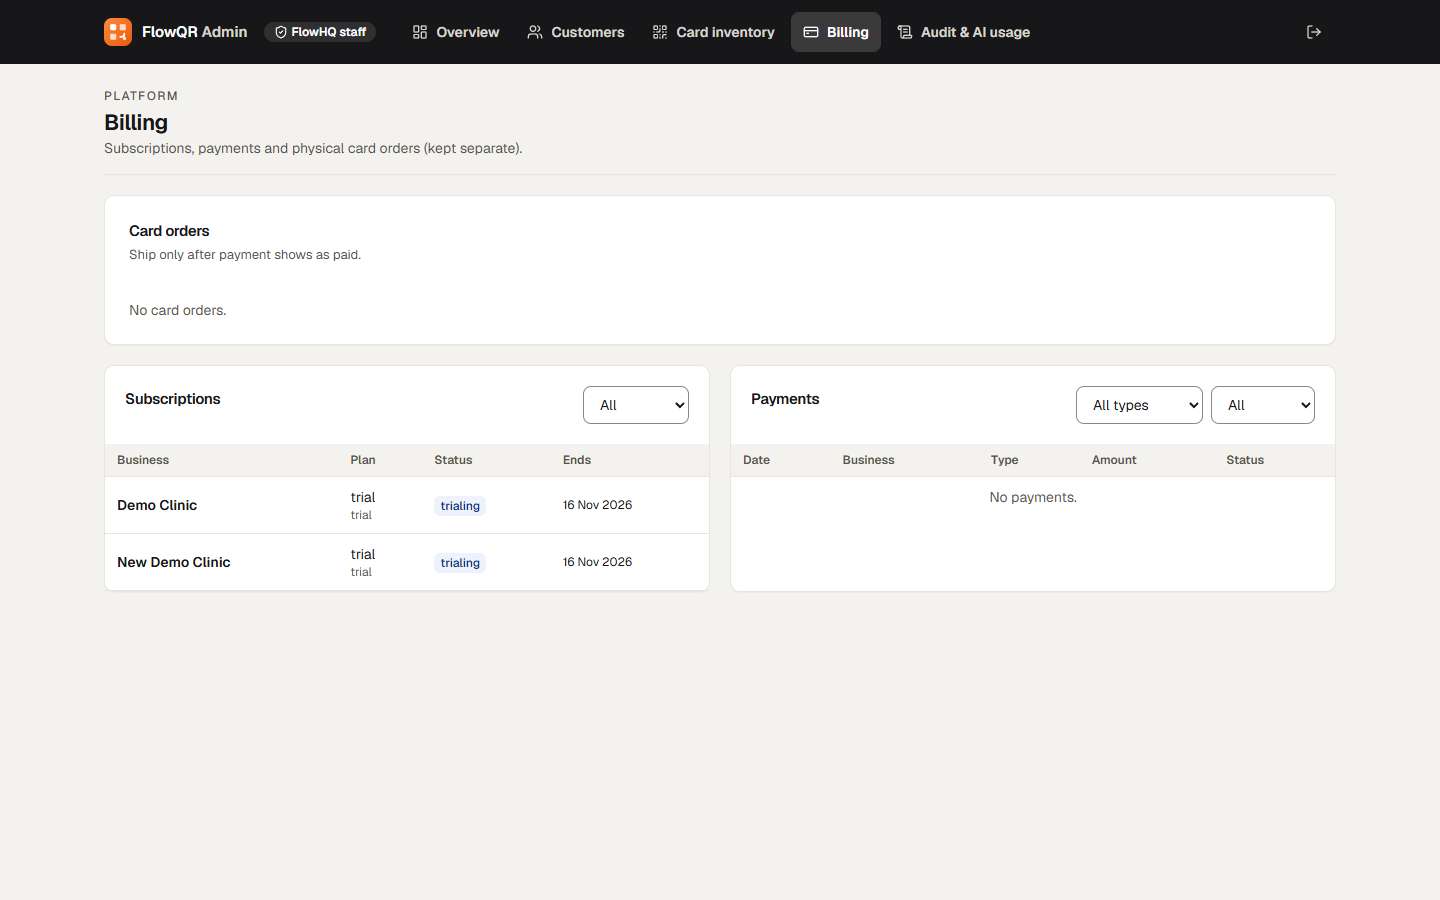 FlowQR Admin FlowHQ staff Overview Customers Card inventory Billing Audit & AI usage
PLATFORM
Billing
Subscriptions, payments and physical card orders (kept separate).
Card orders
Ship only after payment shows as paid.
No card orders.
Subscriptions All
Business Plan Status Ends
Demo Clinic trial trial trialing 16 Nov 2026
New Demo Clinic trial trial trialing 16 Nov 2026
Payments All types All
Date Business Type Amount Status
No payments.